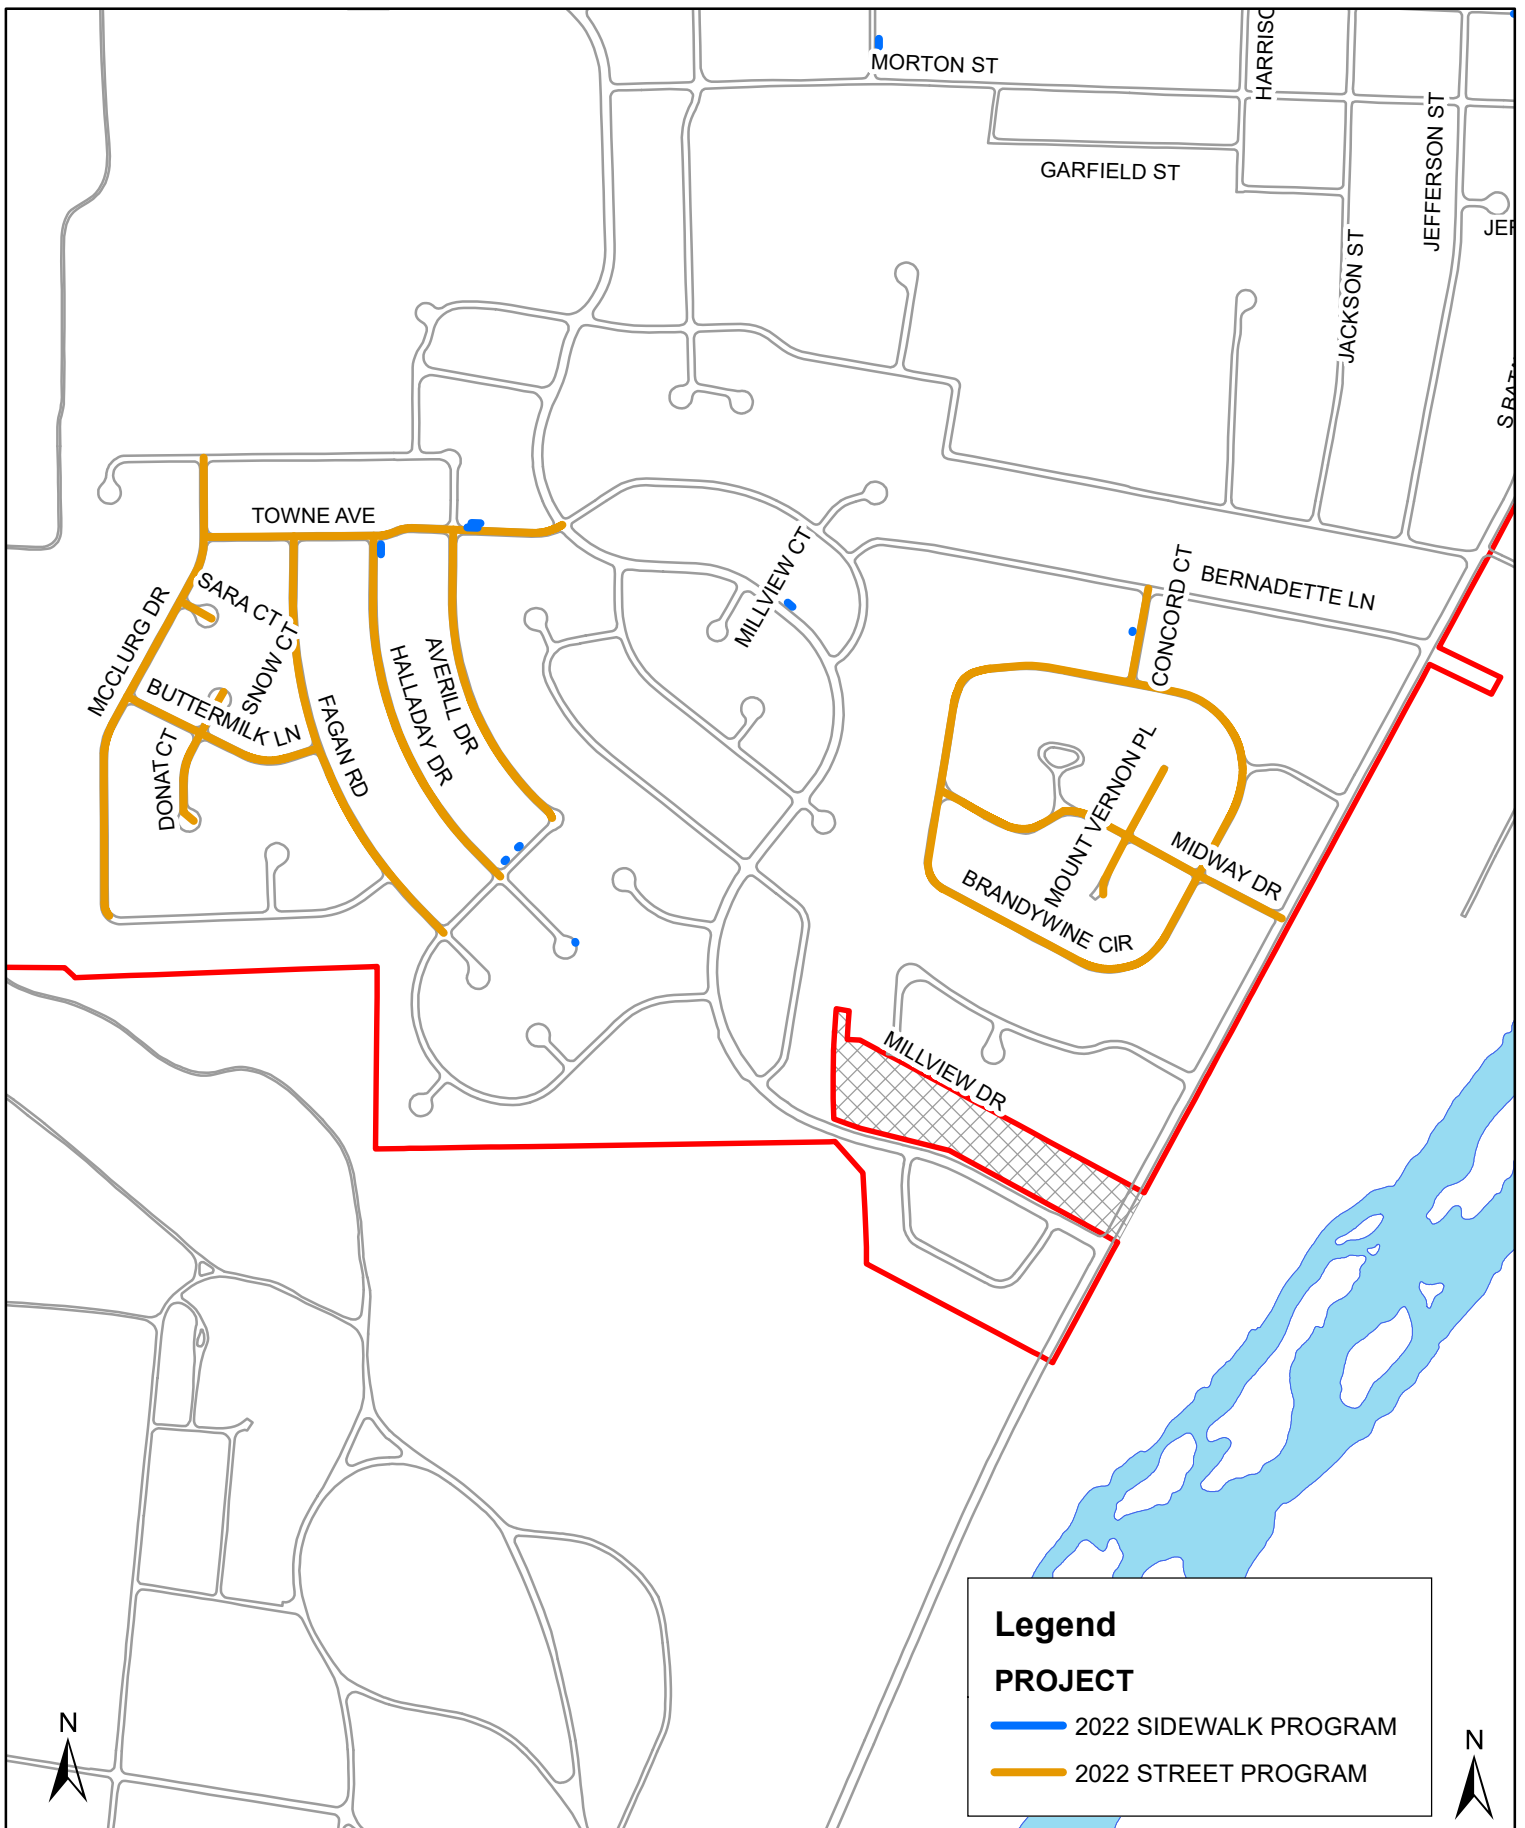 HARRISC
MORTON ST
JEFFERSON ST
GARFIELD ST
JEF
JACKSON ST
S BAT
TOWNE AVE
MILLVIEW CT
CONCORD CT
BERNADETTE LN
SARA CT
MCCLURG DR
SNOW CT
AVERILL DR
HALLADAY DR
BUTTERMILK LN
FAGAN RD
DONAT CT
MOUNT VERNON PL
MIDWAY DR
BRANDYWINE CIR
MILLVIEW DR
Legend
PROJECT
2022 SIDEWALK PROGRAM
2022 STREET PROGRAM
N
N